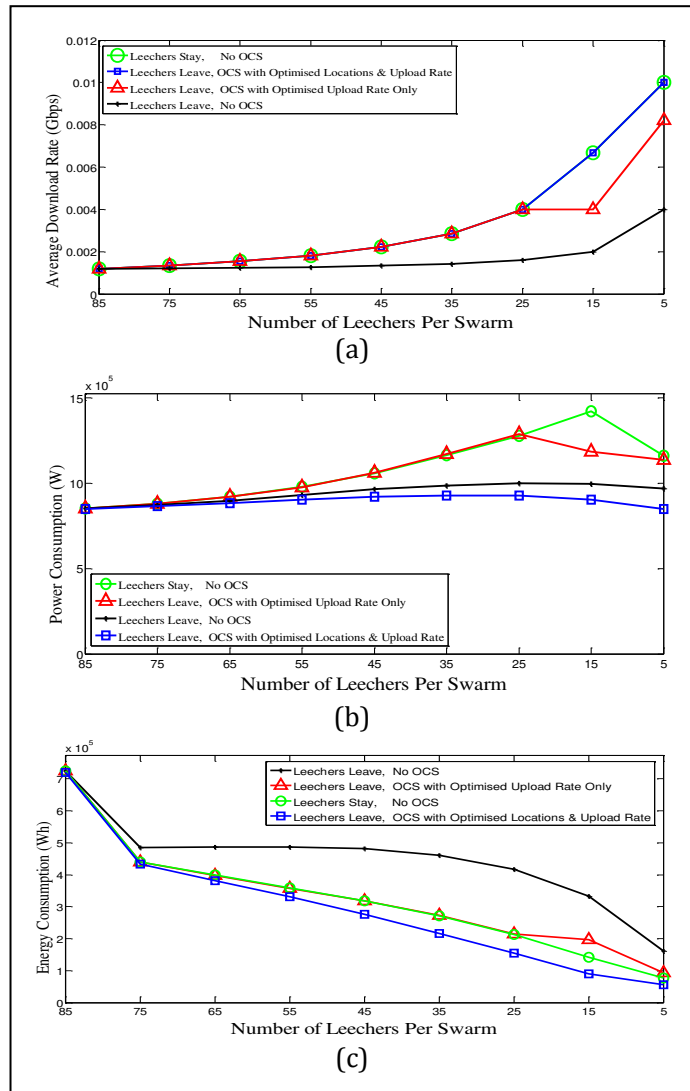 0.012
0.01
0.008
0.006
0.004
0.002
0
Average Download Rate (Gbps)
Leechers Stay, No OCS
Leechers Leave, OCS with Optimised Locations & Upload Rate
Leechers Leave, OCS with Optimised Upload Rate Only
Leechers Leave, No OCS
85 75 65 55 45 35 25 15 5
Number of Leechers Per Swarm
(a)
x 10^5
15
10
5
0
Power Consumption (W)
Leechers Stay, No OCS
Leechers Leave, OCS with Optimised Upload Rate Only
Leechers Leave, No OCS
Leechers Leave, OCS with Optimised Locations & Upload Rate
85 75 65 55 45 35 25 15 5
Number of Leechers Per Swarm
(b)
x 10^5
7
6
5
4
3
2
1
0
Energy Consumption (Wh)
Leechers Leave, No OCS
Leechers Leave, OCS with Optimised Upload Rate Only
Leechers Stay, No OCS
Leechers Leave, OCS with Optimised Locations & Upload Rate
85 75 65 55 45 35 25 15 5
Number of Leechers Per Swarm
(c)